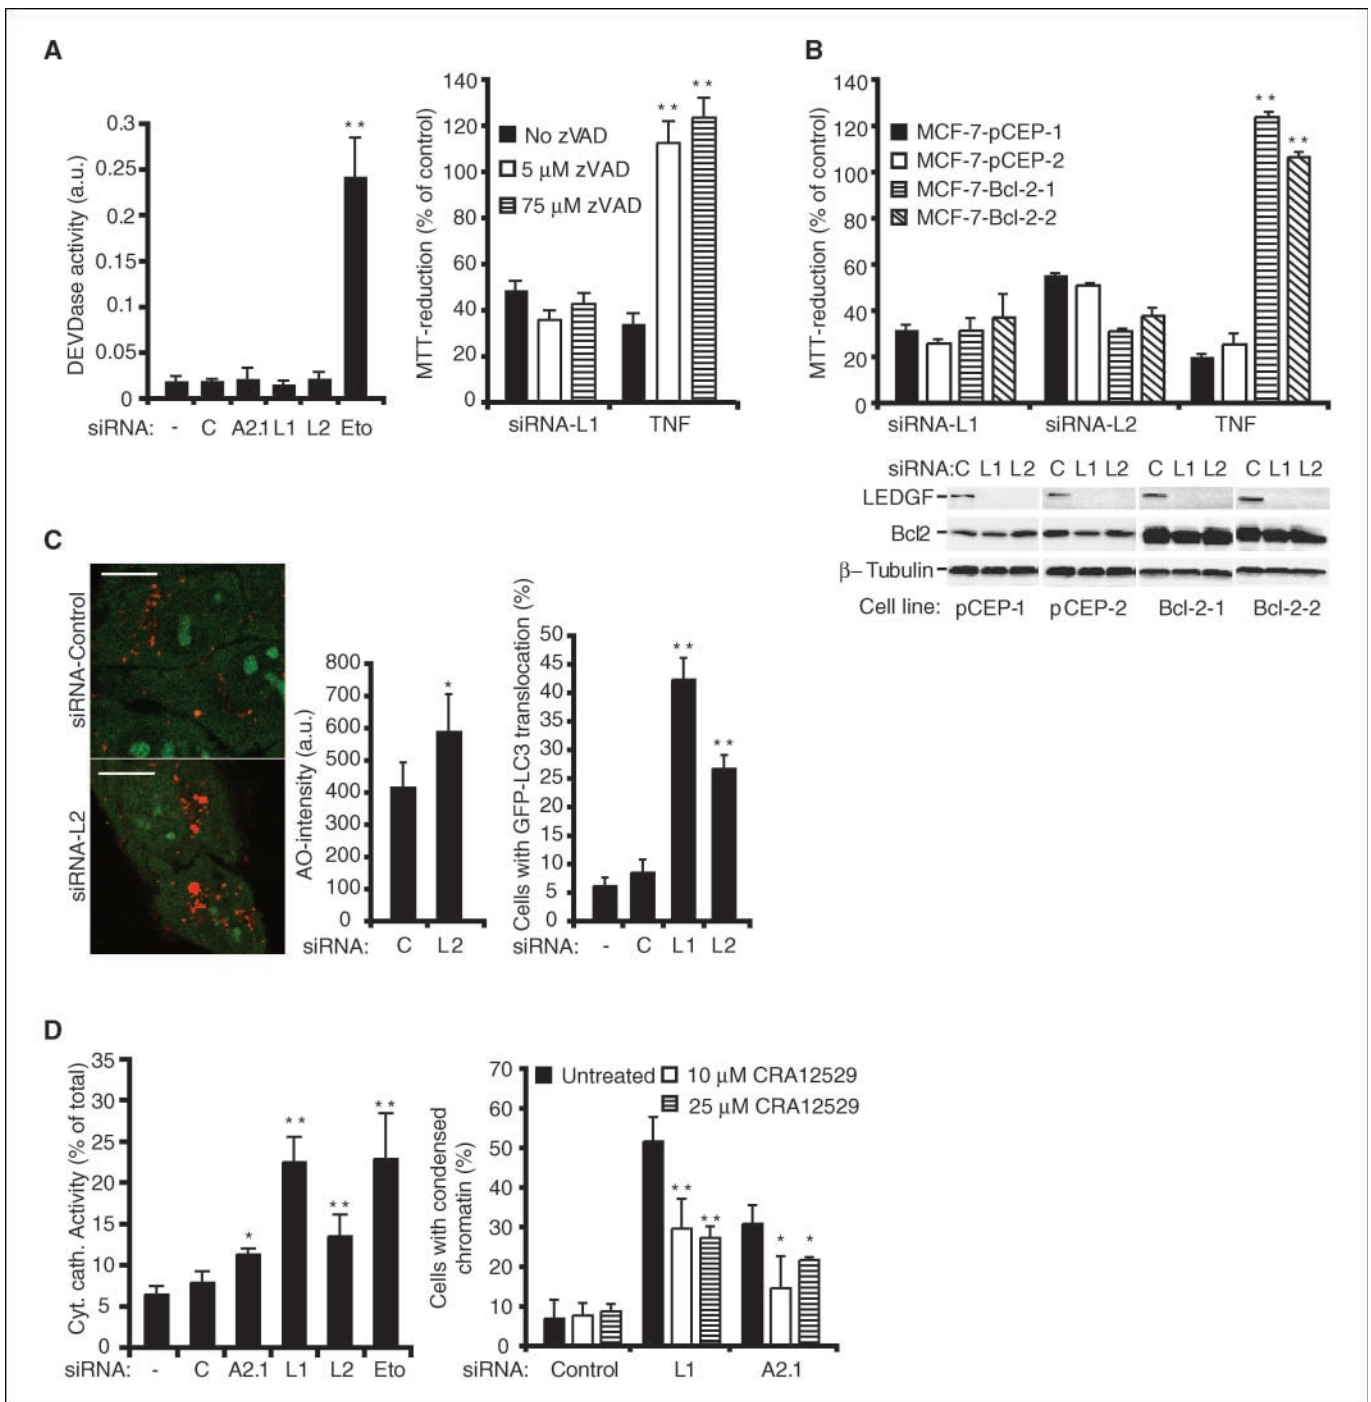 A
DEVDase activity (a.u.)
0.3
0.25
0.2
0.15
0.1
0.05
0
* *
siRNA: - C A2.1 L1 L2 Eto
MTT-reduction (% of control)
140
120
100
80
60
40
20
0
No zVAD
5 μM zVAD
75 μM zVAD
* *
* *
siRNA-L1 TNF
B
MTT-reduction (% of control)
140
120
100
80
60
40
20
0
MCF-7-pCEP-1
MCF-7-pCEP-2
MCF-7-Bcl-2-1
MCF-7-Bcl-2-2
* *
* *
siRNA-L1 siRNA-L2 TNF
siRNA: C L1 L2 C L1 L2 C L1 L2 C L1 L2
LEDGF
Bcl2
β– Tubulin
Cell line: pCEP-1 pCEP-2 Bcl-2-1 Bcl-2-2
C
siRNA-Control
siRNA-L2
AO-intensity (a.u.)
800
700
600
500
400
300
200
100
0
*
siRNA: C L2
Cells with GFP-LC3 translocation (%)
50
45
40
35
30
25
20
15
10
5
0
* *
* *
siRNA: - C L1 L2
D
Cyt. cath. Activity (% of total)
35
30
25
20
15
10
5
0
*
* *
* *
* *
siRNA: - C A2.1 L1 L2 Eto
Cells with condensed
chromatin (%)
70
60
50
40
30
20
10
0
Untreated 10 μM CRA12529
25 μM CRA12529
* *
* *
*
*
siRNA: Control L1 A2.1